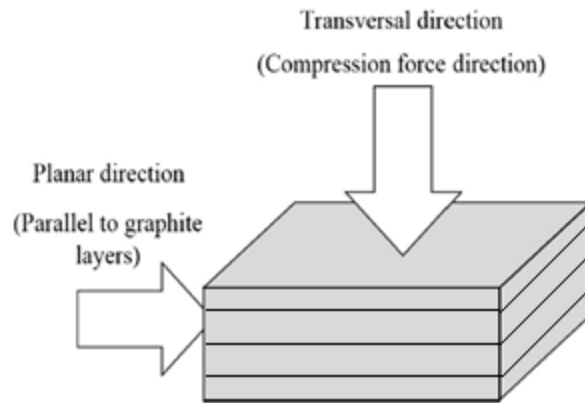 Transversal direction
(Compression force direction)
Planar direction
(Parallel to graphite
layers)